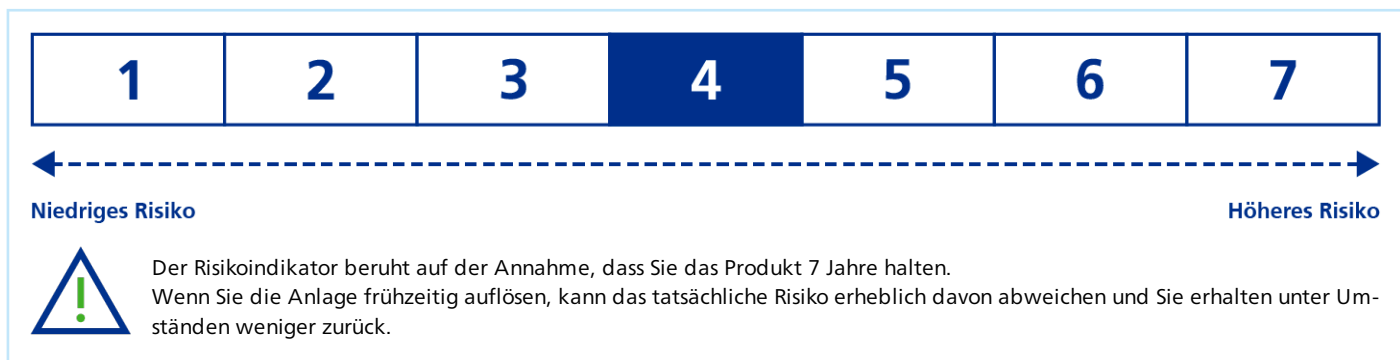 1 2 3 4 5 6 7
Niedriges Risiko Höheres Risiko
Der Risikoindikator beruht auf der Annahme, dass Sie das Produkt 7 Jahre halten.
Wenn Sie die Anlage frühzeitig auflösen, kann das tatsächliche Risiko erheblich davon abweichen und Sie erhalten unter Um-
ständen weniger zurück.